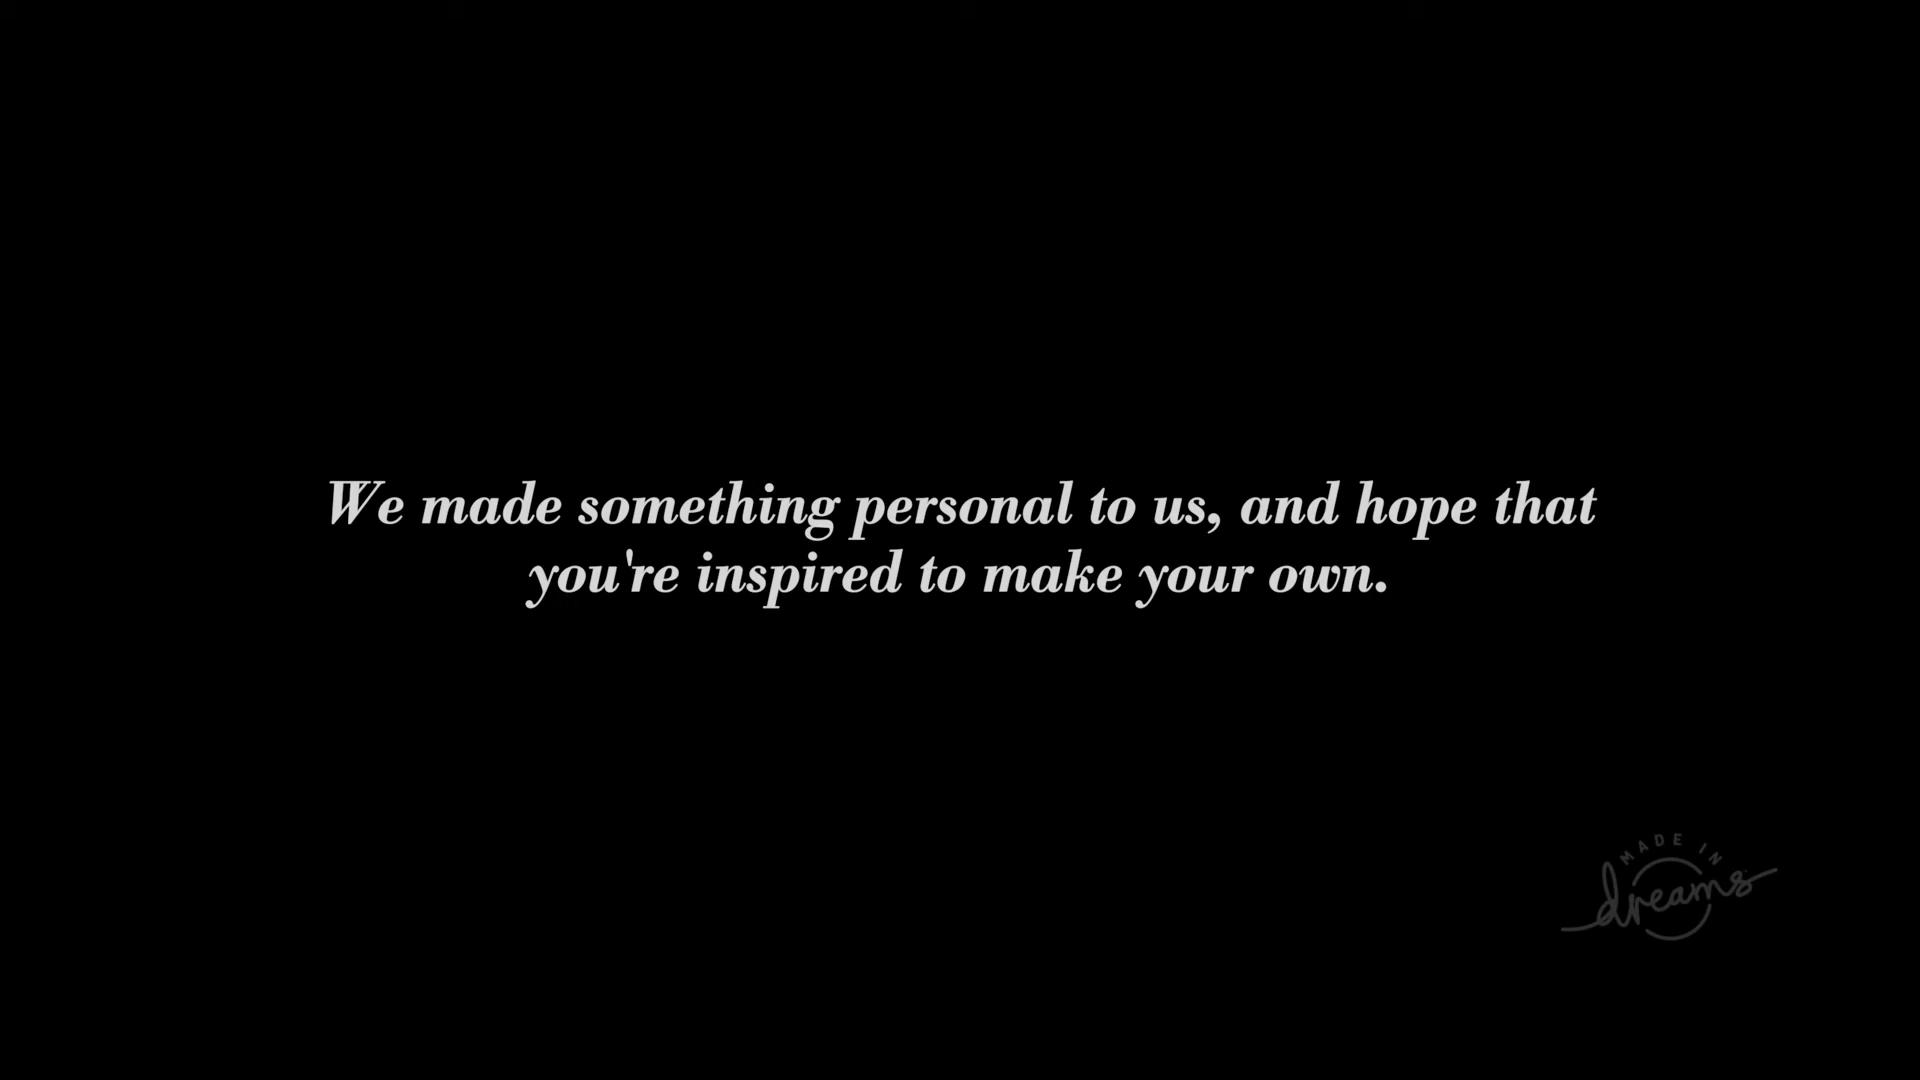 We made something personal to us, and hope that
you're inspired to make your own.
MADE IN
dreams